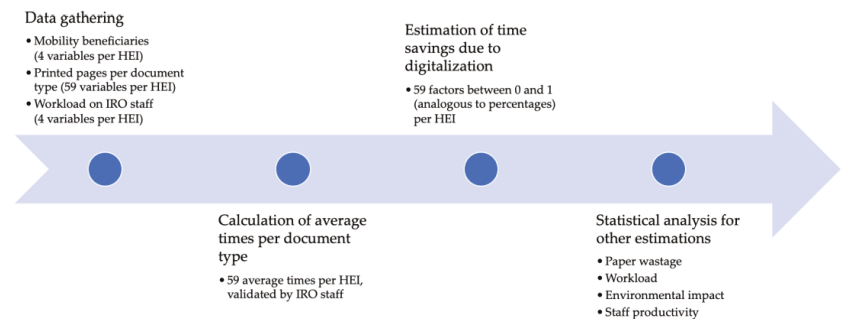 Data gathering
• Mobility beneficiaries
(4 variables per HEI)
• Printed pages per document
type (59 variables per HEI)
• Workload on IRO staff
(4 variables per HEI)
Calculation of average
times per document
type
• 59 average times per HEI,
validated by IRO staff
Estimation of time
savings due to
digitalization
• 59 factors between 0 and 1
(analogous to percentages)
per HEI
Statistical analysis for
other estimations
• Paper wastage
• Workload
• Environmental impact
• Staff productivity